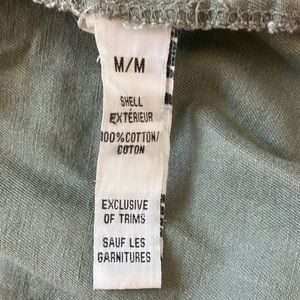 M/M
SHELL
EXTÉRIEUR
100%COTTON/
COTON
EXCLUSIVE
OF TRIMS
SAUF LES
GARNITURES